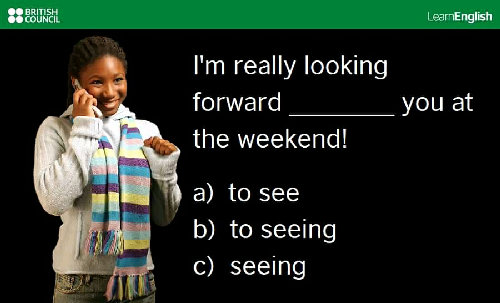 BRITISH
COUNCIL
LearnEnglish
I'm really looking
forward ________ you at
the weekend!
a) to see
b) to seeing
c) seeing